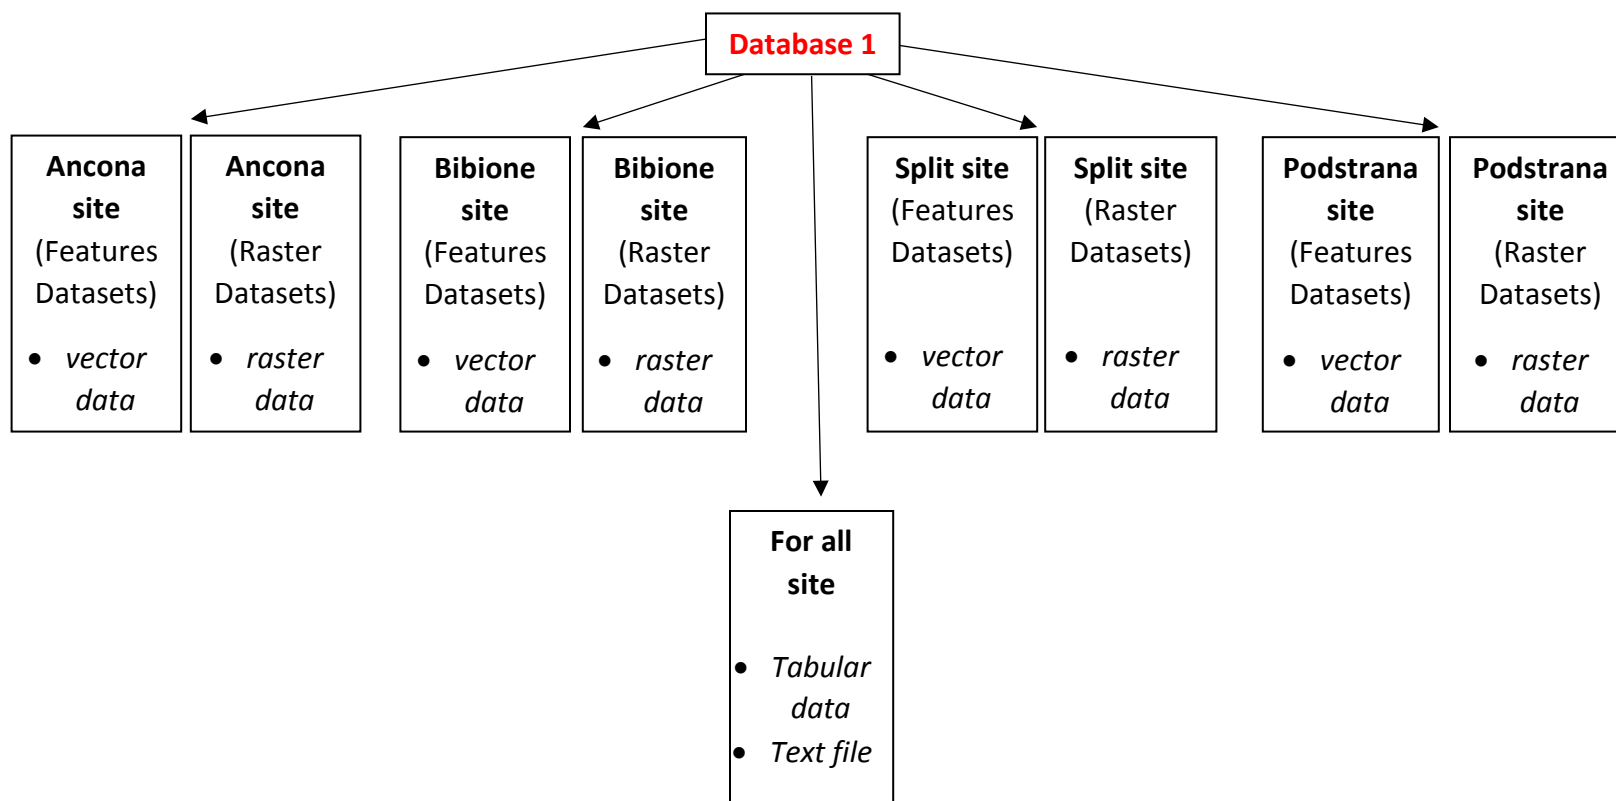 Database 1
Ancona
site
(Features
Datasets)
• vector
data
Ancona
site
(Raster
Datasets)
• raster
data
Bibione
site
(Features
Datasets)
• vector
data
Bibione
site
(Raster
Datasets)
• raster
data
Split site
(Features
Datasets)
• vector
data
Split site
(Raster
Datasets)
• raster
data
Podstrana
site
(Features
Datasets)
• vector
data
Podstrana
site
(Raster
Datasets)
• raster
data
For all
site
• Tabular
data
• Text file